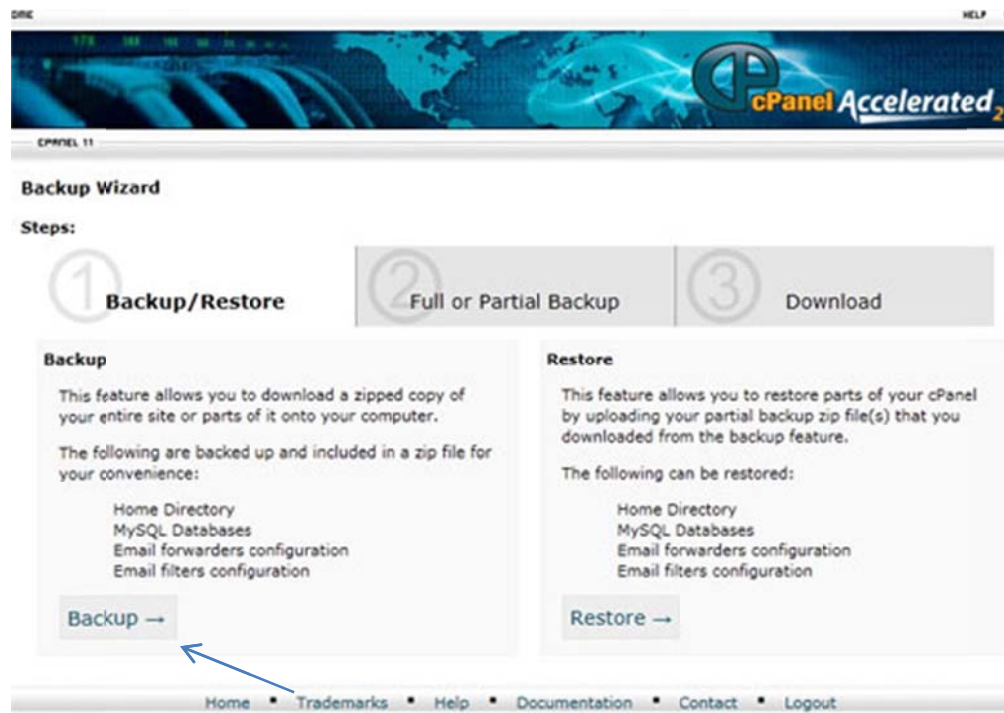 HELP
cPanel Accelerated 2
CPANEL 11
Backup Wizard
Steps:
1
Backup/Restore
2
Full or Partial Backup
3
Download
Backup
This feature allows you to download a zipped copy of
your entire site or parts of it onto your computer.
The following are backed up and included in a zip file for
your convenience:
Home Directory
MySQL Databases
Email forwarders configuration
Email filters configuration
Backup →
Restore
This feature allows you to restore parts of your cPanel
by uploading your partial backup zip file(s) that you
downloaded from the backup feature.
The following can be restored:
Home Directory
MySQL Databases
Email forwarders configuration
Email filters configuration
Restore →
Home ▪ Trademarks ▪ Help ▪ Documentation ▪ Contact ▪ Logout